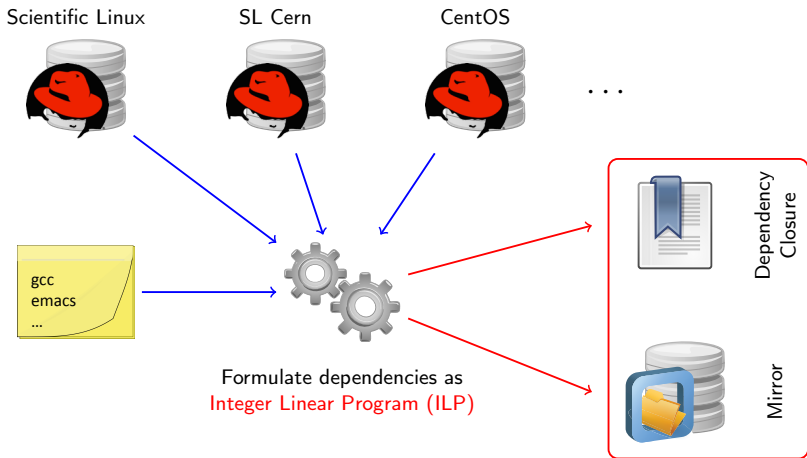 Scientific Linux
SL Cern
CentOS
...
gcc
emacs
...
Formulate dependencies as
Integer Linear Program (ILP)
Dependency
Closure
Mirror